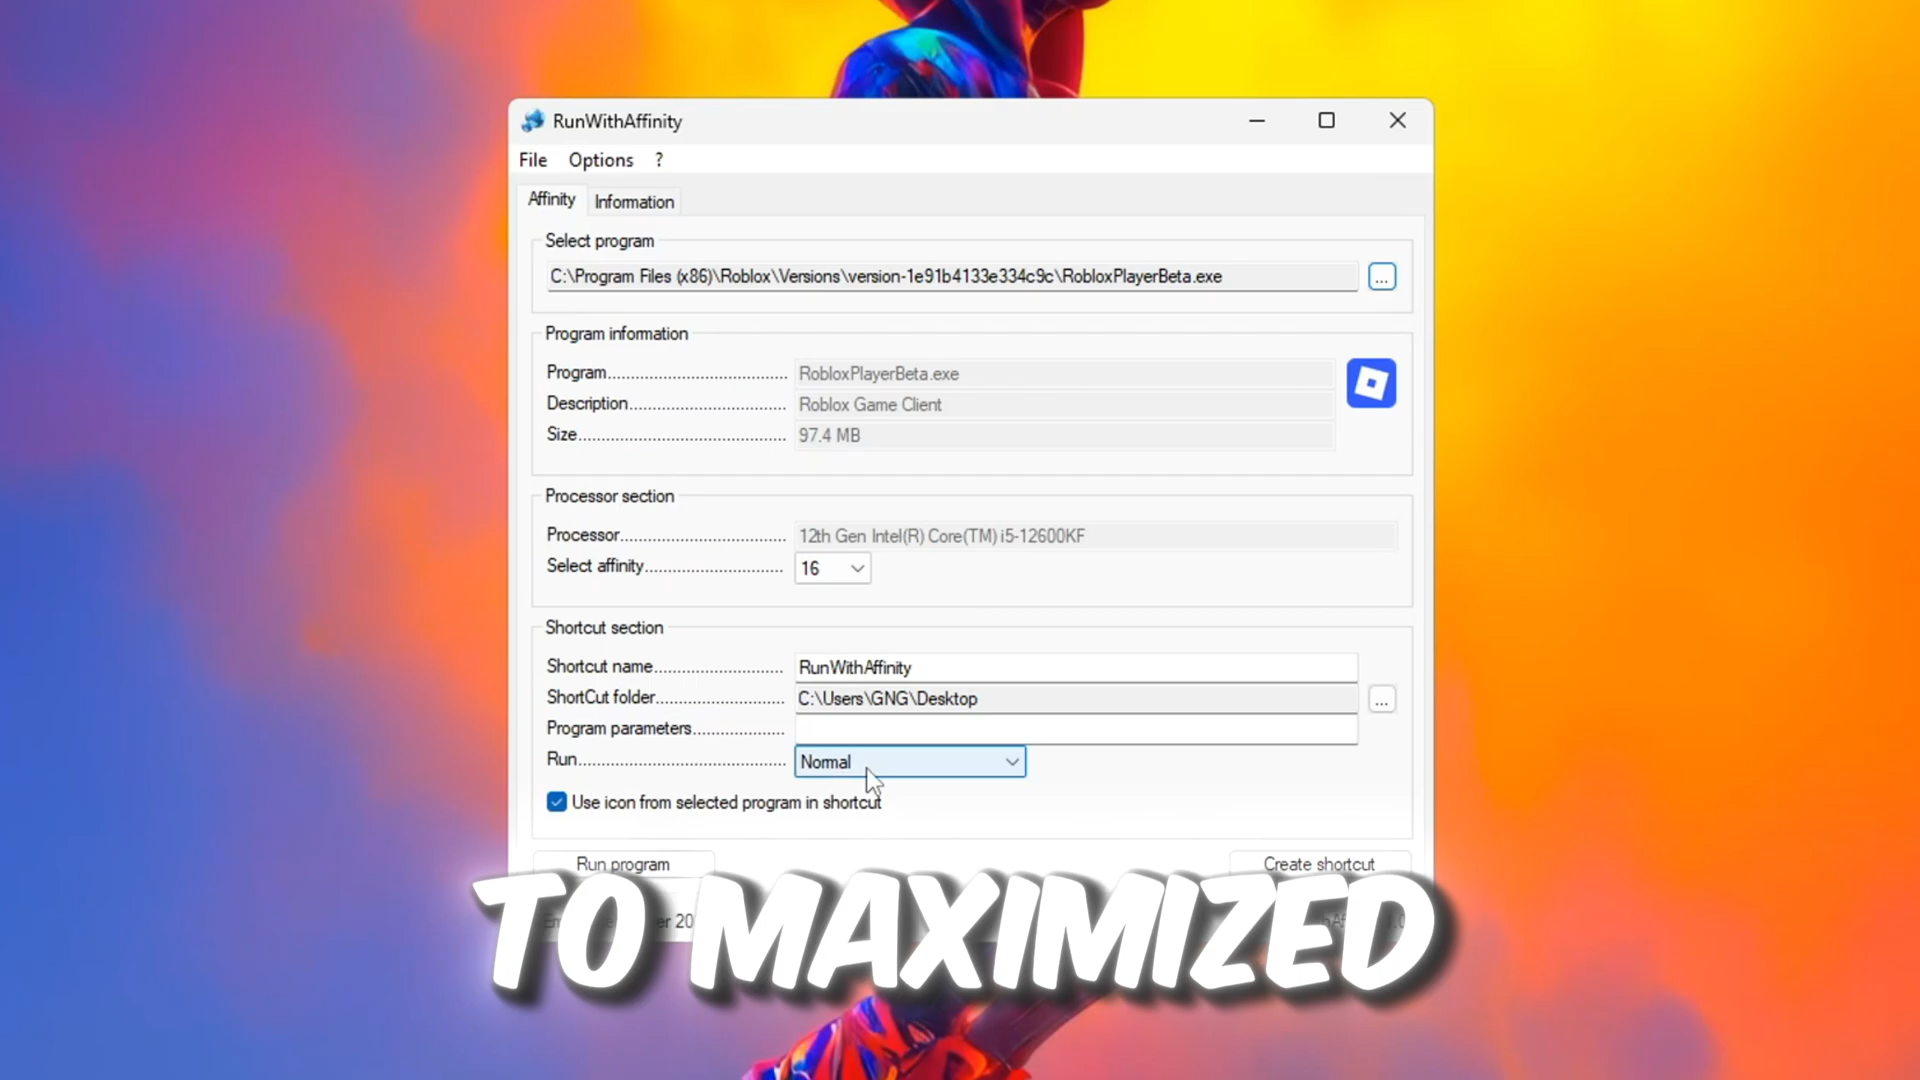 RunWithAffinity
File Options ?
Affinity Information
Select program
C:\Program Files (x86)\Roblox\Versions\version-1e91b4133e334c9c\RobloxPlayerBeta.exe
...
Program information
Program RobloxPlayerBeta.exe
Description Roblox Game Client
Size 97.4 MB
Processor section
Processor 12th Gen Intel(R) Core(TM) i5-12600KF
Select affinity 16
Shortcut section
Shortcut name RunWithAffinity
ShortCut folder C:\Users\GNG\Desktop ...
Program parameters
Run Normal
Use icon from selected program in shortcut
Run program Create shortcut
TO MAXIMIZED